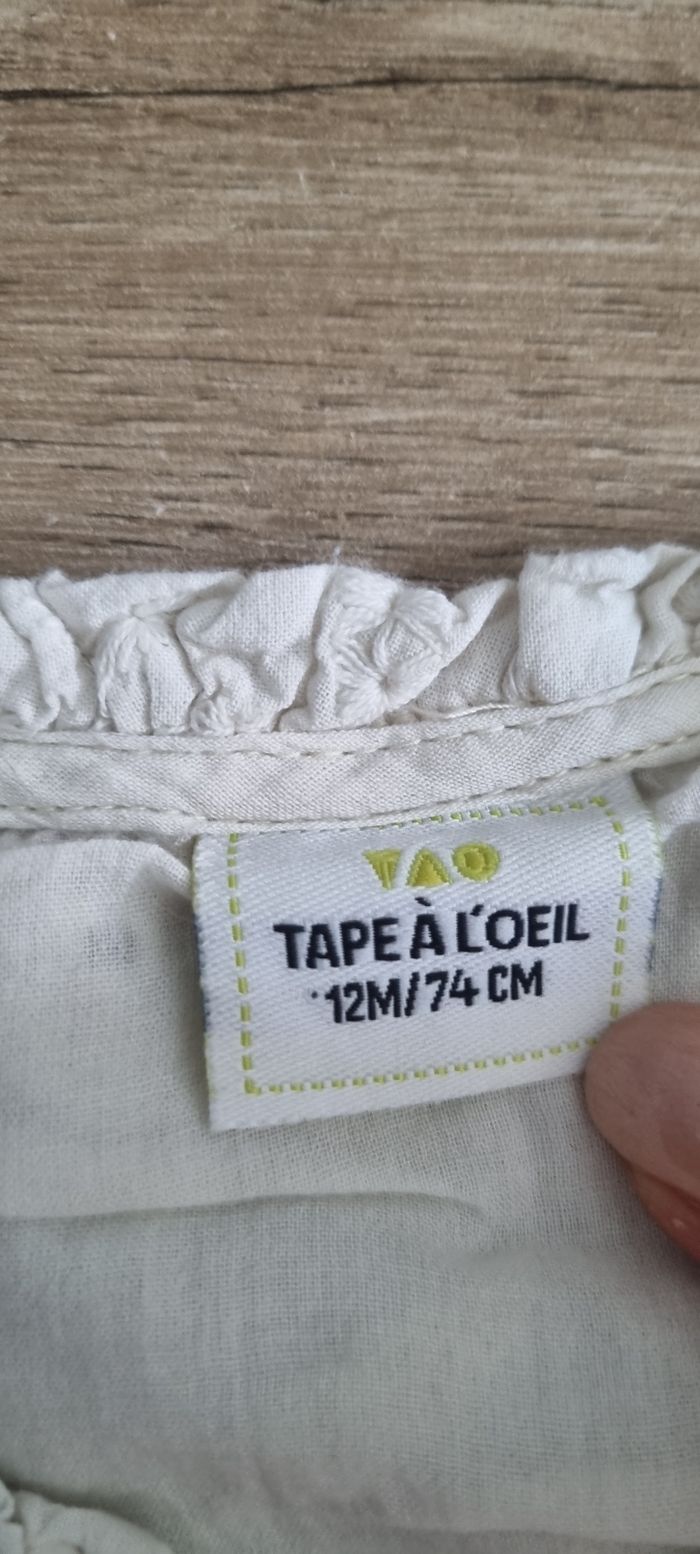 TAO
TAPE À L'OEIL
12M/74 CM